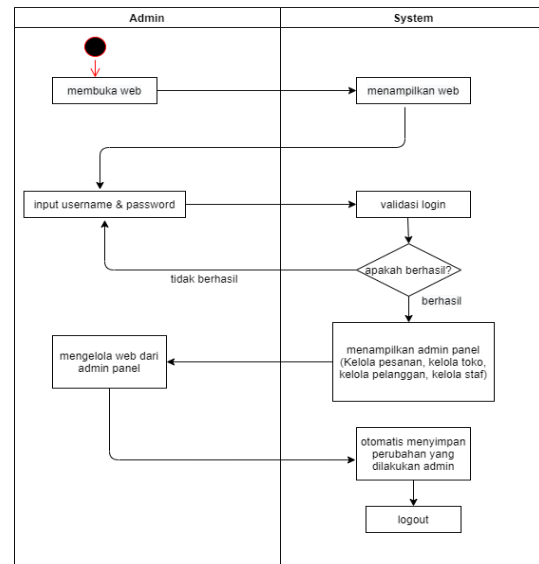 Admin
System
membuka web
menampilkan web
input username & password
validasi login
apakah berhasil?
tidak berhasil
berhasil
mengelola web dari
admin panel
menampilkan admin panel
(Kelola pesanan, kelola toko,
kelola pelanggan, kelola staf)
otomatis menyimpan
perubahan yang
dilakukan admin
logout